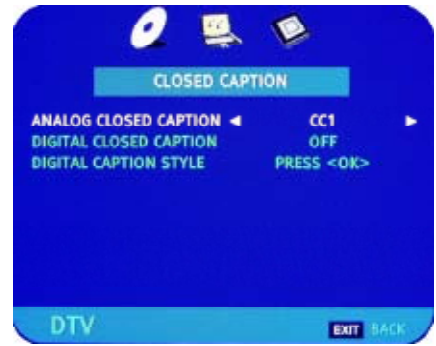 CLOSED CAPTION
ANALOG CLOSED CAPTION ◄ CC1 ►
DIGITAL CLOSED CAPTION OFF
DIGITAL CAPTION STYLE PRESS <OK>
DTV EXIT BACK